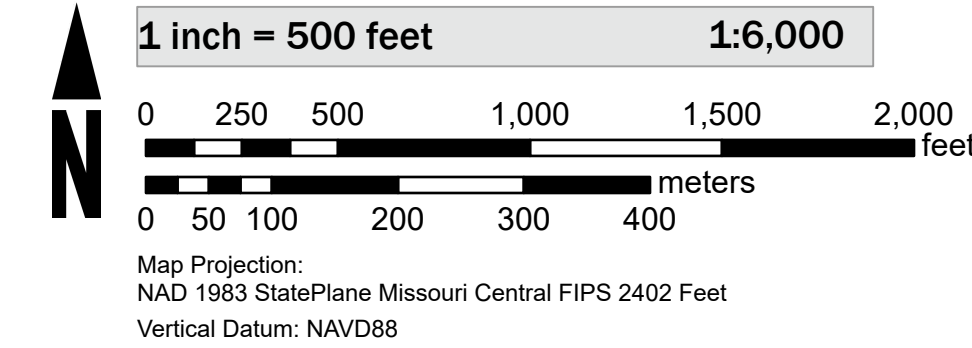 1 inch = 500 feet 1:6,000
0 250 500 1,000 1,500 2,000
feet
meters
0 50 100 200 300 400
N
Map Projection:
NAD 1983 StatePlane Missouri Central FIPS 2402 Feet
Vertical Datum: NAVD88